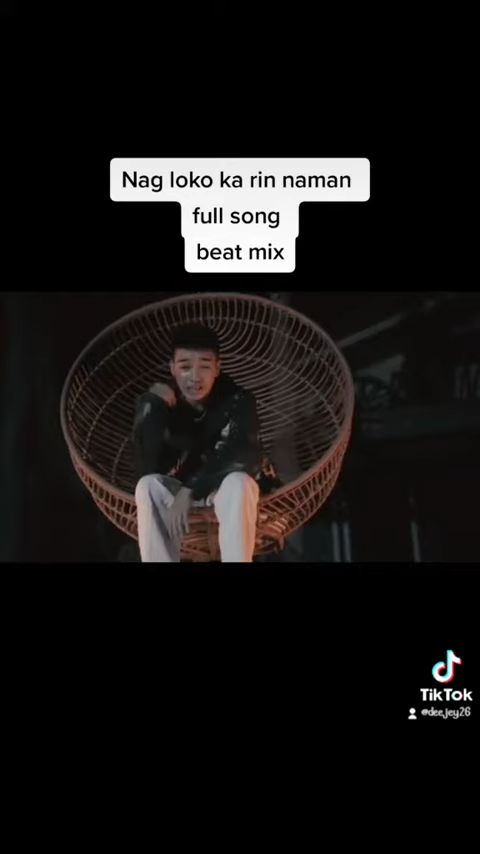 Nag loko ka rin naman
full song
beat mix
TikTok
@deejey26